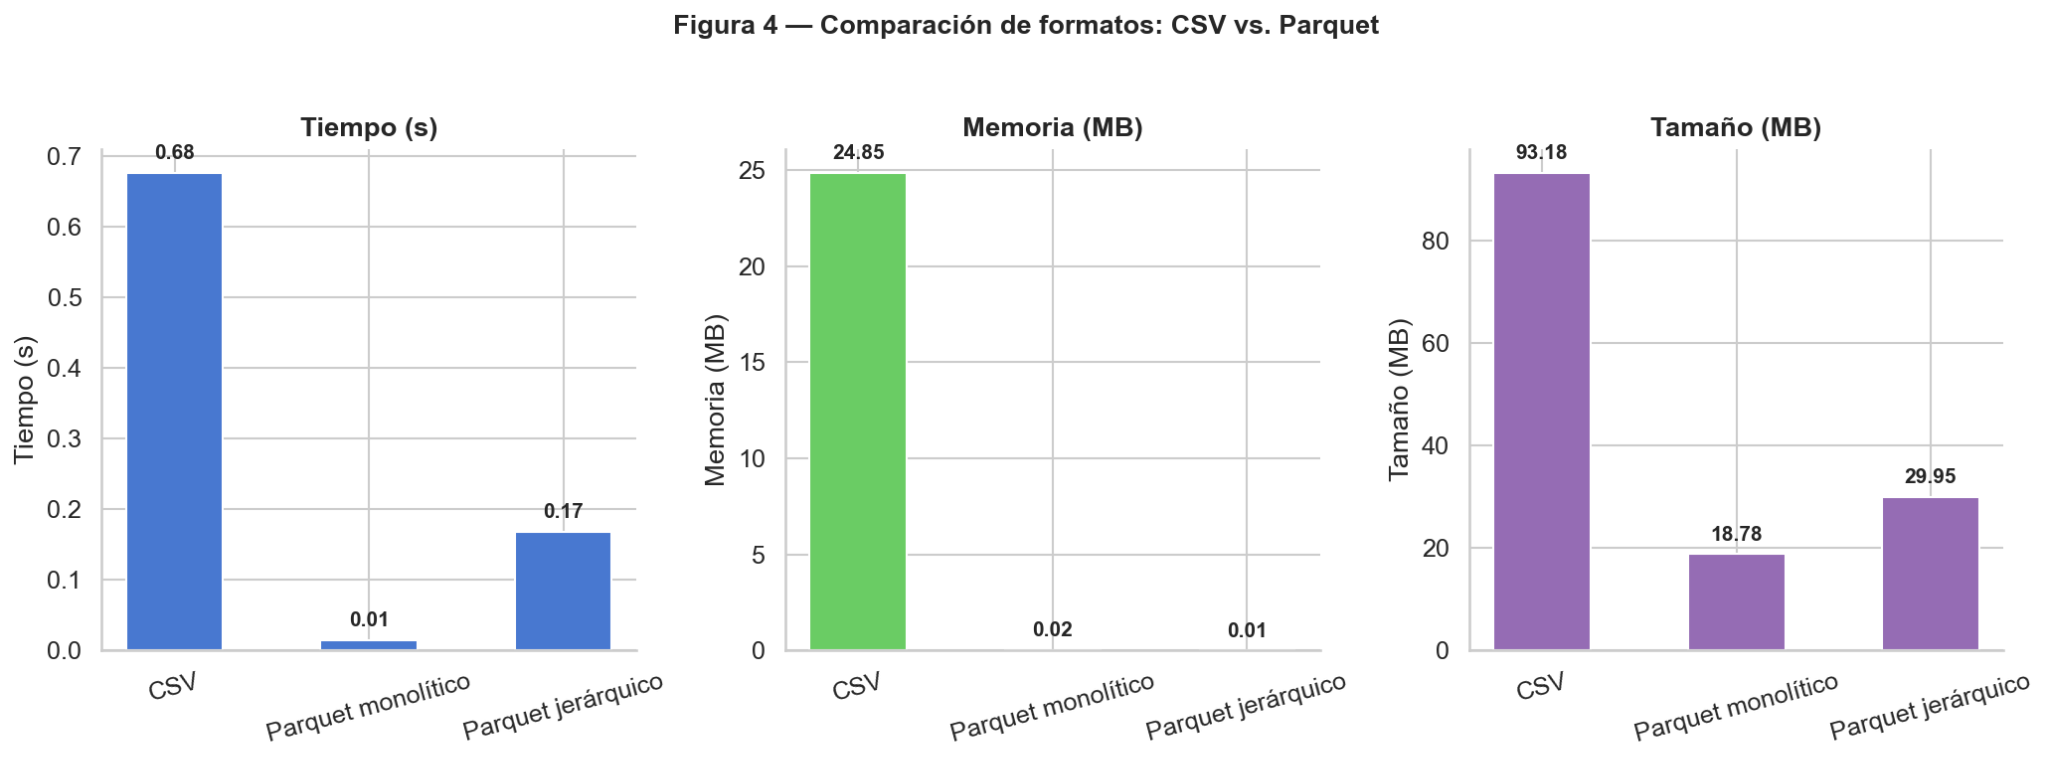 Figura 4 — Comparación de formatos: CSV vs. Parquet
Tiempo (s)
Tiempo (s)
0.7
0.6
0.5
0.4
0.3
0.2
0.1
0.0
0.68
0.01
0.17
CSV
Parquet monolítico
Parquet jerárquico
Memoria (MB)
Memoria (MB)
25
20
15
10
5
0
24.85
0.02
0.01
CSV
Parquet monolítico
Parquet jerárquico
Tamaño (MB)
Tamaño (MB)
80
60
40
20
0
93.18
18.78
29.95
CSV
Parquet monolítico
Parquet jerárquico